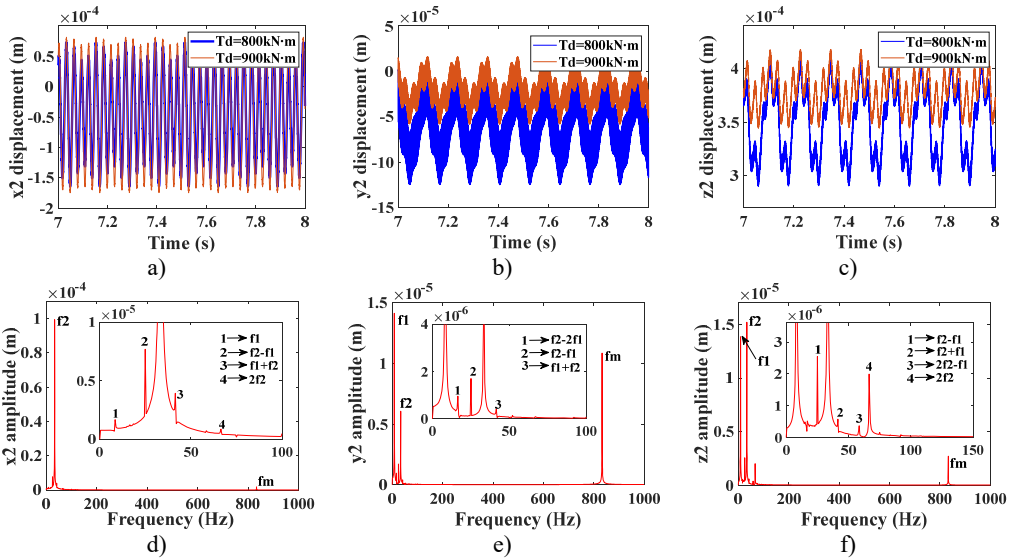 ×10⁻⁴
x2 displacement (m)
0.5
0
-0.5
-1
-1.5
-2
7
7.2
7.4
7.6
7.8
8
Time (s)
Td=800kN·m
Td=900kN·m
a)
×10⁻⁵
y2 displacement (m)
5
0
-5
-10
-15
7
7.2
7.4
7.6
7.8
8
Time (s)
Td=800kN·m
Td=900kN·m
b)
×10⁻⁴
z2 displacement (m)
4
3
7
7.2
7.4
7.6
7.8
8
Time (s)
Td=800kN·m
Td=900kN·m
c)
×10⁻⁴
x2 amplitude (m)
1.0
0.8
0.6
0.4
0.2
0.0
0
200
400
600
800
1000
Frequency (Hz)
f2
fm
×10⁻⁵
1
0.5
0
0
50
100
1
2
3
4
1→f1
2→f2-f1
3→f1+f2
4→2f2
d)
×10⁻⁵
y2 amplitude (m)
1.5
1.0
0.5
0.0
0
200
400
600
800
1000
Frequency (Hz)
f1
f2
fm
×10⁻⁶
4
2
0
0
50
100
1
2
3
1→f2-2f1
2→f2-f1
3→f1+f2
e)
×10⁻⁵
z2 amplitude (m)
1.5
1.0
0.5
0.0
0
200
400
600
800
1000
Frequency (Hz)
f2
f1
fm
×10⁻⁶
3
2
1
0
0
50
100
150
1
2
3
4
1→f2-f1
2→f2+f1
3→2f2-f1
4→2f2
f)